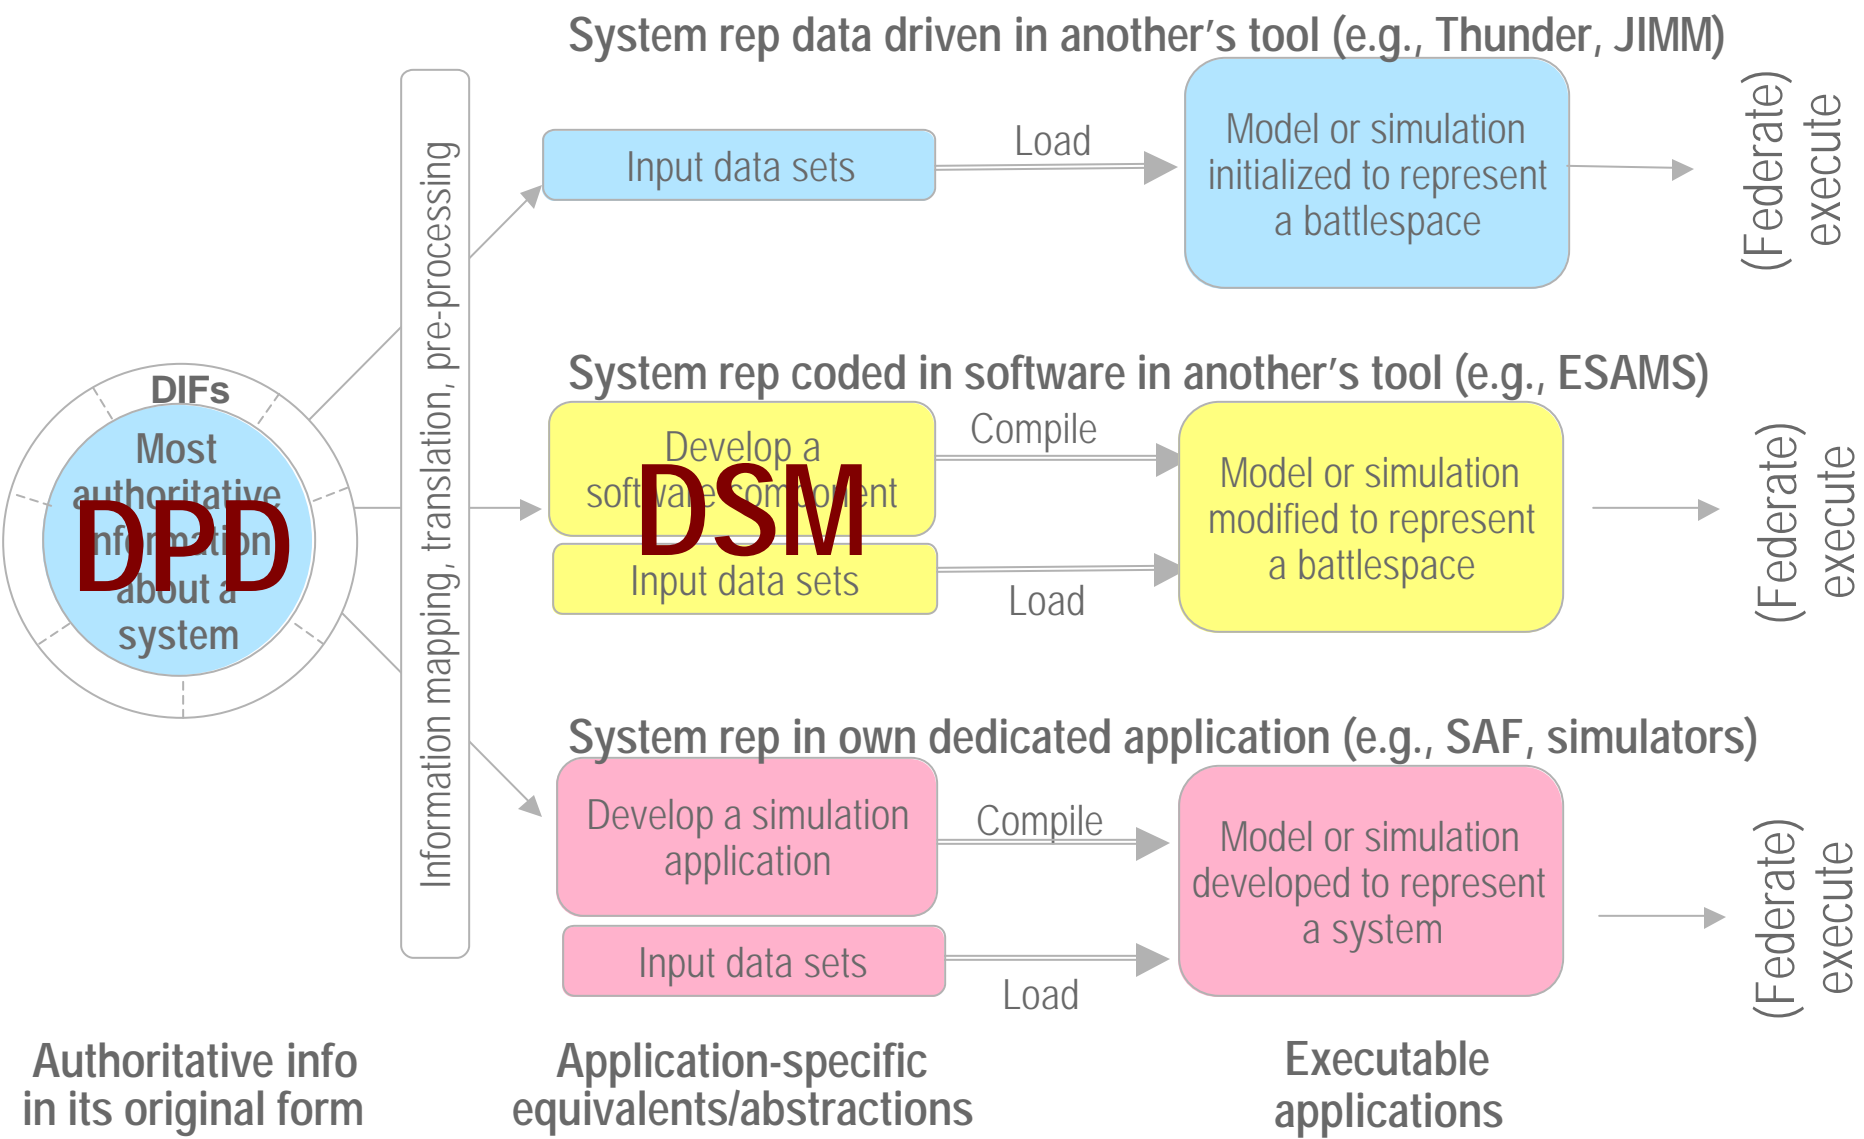 System rep data driven in another's tool (e.g., Thunder, JIMM)
Input data sets
Load
Model or simulation
initialized to represent
a battlespace
(Federate)
execute
Information mapping, translation, pre-processing
DIFs
Most
authoritative
information
about a
system
DPD
System rep coded in software in another's tool (e.g., ESAMS)
Develop a
software component
DSM
Input data sets
Compile
Load
Model or simulation
modified to represent
a battlespace
(Federate)
execute
System rep in own dedicated application (e.g., SAF, simulators)
Develop a simulation
application
Input data sets
Compile
Load
Model or simulation
developed to represent
a system
(Federate)
execute
Authoritative info
in its original form
Application-specific
equivalents/abstractions
Executable
applications